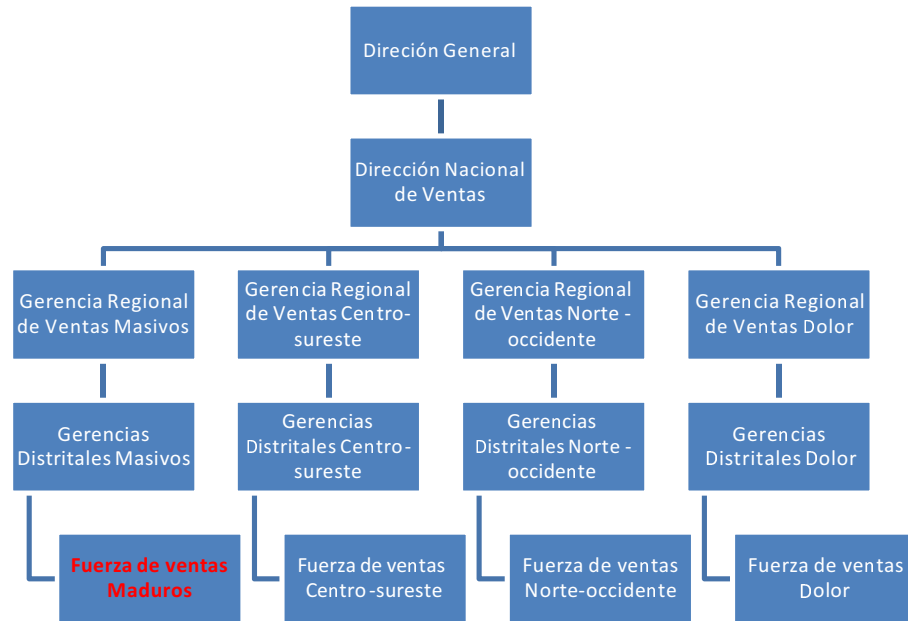 Direción General
Dirección Nacional
de Ventas
Gerencia Regional
de Ventas Masivos
Gerencia Regional
de Ventas Centro-
sureste
Gerencia Regional
de Ventas Norte -
occidente
Gerencia Regional
de Ventas Dolor
Gerencias
Distritales Masivos
Gerencias
Distritales Centro -
sureste
Gerencias
Distritales Norte -
occidente
Gerencias
Distritales Dolor
Fuerza de ventas
Maduros
Fuerza de ventas
Centro -sureste
Fuerza de ventas
Norte-occidente
Fuerza de ventas
Dolor